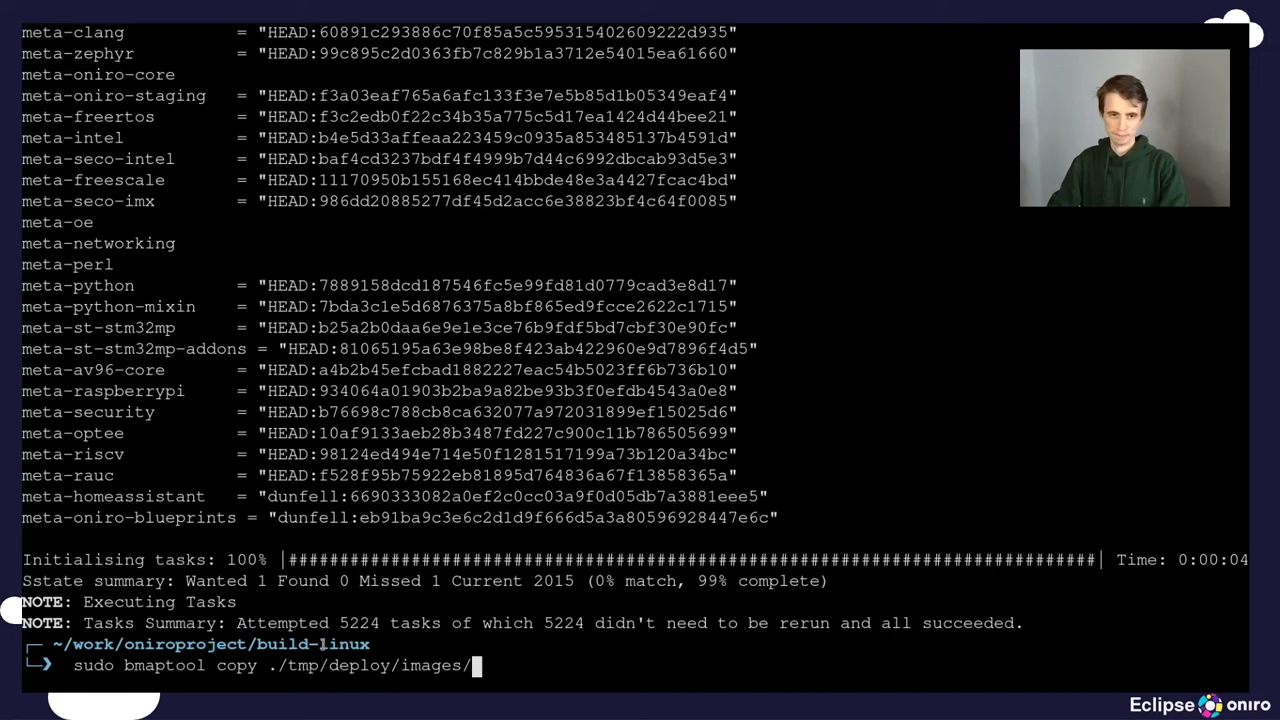 meta-clang = "HEAD:60891c293886c70f85a5c595315402609222d935"
meta-zephyr = "HEAD:99c895c2d0363fb7c829b1a3712e54015ea61660"
meta-oniro-core
meta-oniro-staging = "HEAD:f3a03eaf765a6afc133f3e7e5b85d1b05349eaf4"
meta-freertos = "HEAD:f3c2edb0f22c34b35a775c5d17ea1424d44bee21"
meta-intel = "HEAD:b4e5d33affeaa223459c0935a853485137b4591d"
meta-seco-intel = "HEAD:baf4cd3237bdf4f4999b7d44c6992dbcab93d5e3"
meta-freescale = "HEAD:11170950b155168ec414bbde48e3a4427fcac4bd"
meta-seco-imx = "HEAD:986dd20885277df45d2acc6e38823bf4c64f0085"
meta-oe
meta-networking
meta-perl
meta-python = "HEAD:7889158dcd187546fc5e99fd81d0779cad3e8d17"
meta-python-mixin = "HEAD:7bda3c1e5d6876375a8bf865ed9fcce2622c1715"
meta-st-stm32mp = "HEAD:b25a2b0daa6e9e1e3ce76b9fdf5bd7cbf30e90fc"
meta-st-stm32mp-addons = "HEAD:81065195a63e98be8f423ab422960e9d7896f4d5"
meta-av96-core = "HEAD:a4b2b45efcbad1882227eac54b5023ff6b736b10"
meta-raspberrypi = "HEAD:934064a01903b2ba9a82be93b3f0efdb4543a0e8"
meta-security = "HEAD:b76698c788cb8ca632077a972031899ef15025d6"
meta-optee = "HEAD:10af9133aeb28b3487fd227c900c11b786505699"
meta-riscv = "HEAD:98124ed494e714e50f1281517199a73b120a34bc"
meta-rauc = "HEAD:f528f95b75922eb81895d764836a67f13858365a"
meta-homeassistant = "dunfell:6690333082a0ef2c0cc03a9f0d05db7a3881eee5"
meta-oniro-blueprints = "dunfell:eb91ba9c3e6c2d1d9f666d5a3a80596928447e6c"
Initialising tasks: 100% |###############################################################################| Time: 0:00:04
Sstate summary: Wanted 1 Found 0 Missed 1 Current 2015 (0% match, 99% complete)
NOTE: Executing Tasks
NOTE: Tasks Summary: Attempted 5224 tasks of which 5224 didn't need to be rerun and all succeeded.
~/work/oniroproject/build-linux
sudo bmaptool copy ./tmp/deploy/images/
Eclipse oniro